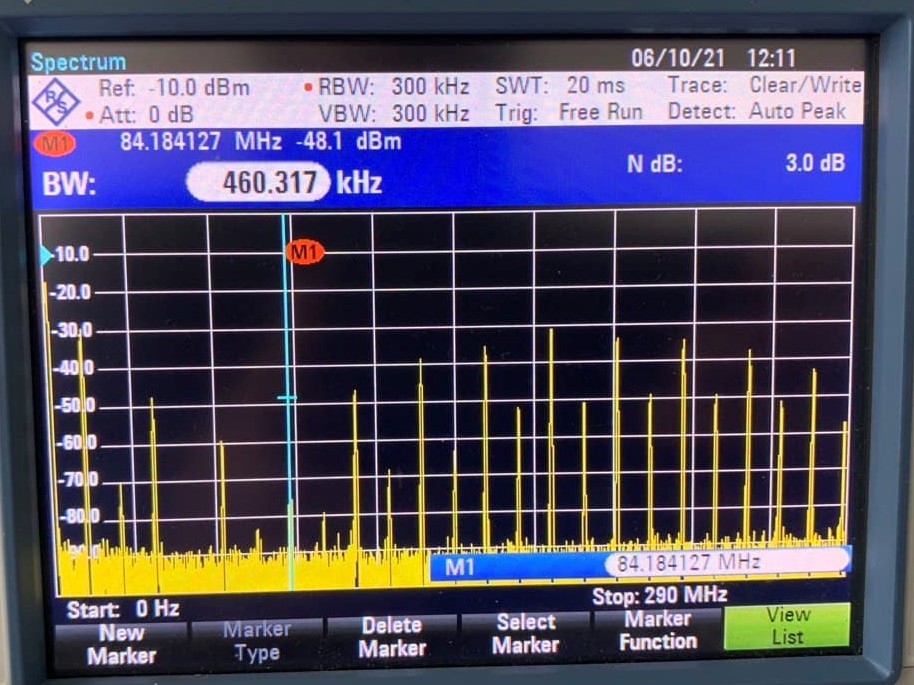 Spectrum 06/10/21 12:11
R&S Ref: -10.0 dBm • RBW: 300 kHz SWT: 20 ms Trace: Clear/Write
• Att: 0 dB VBW: 300 kHz Trig: Free Run Detect: Auto Peak
M1 84.184127 MHz -48.1 dBm
BW: 460.317 kHz N dB: 3.0 dB
M1
-10.0
-20.0
-30.0
-40.0
-50.0
-60.0
-70.0
-80.0
-90.0
M1 84.184127 MHz
Start: 0 Hz Stop: 290 MHz
New Marker Delete Select Marker View
Marker Type Marker Marker Function List